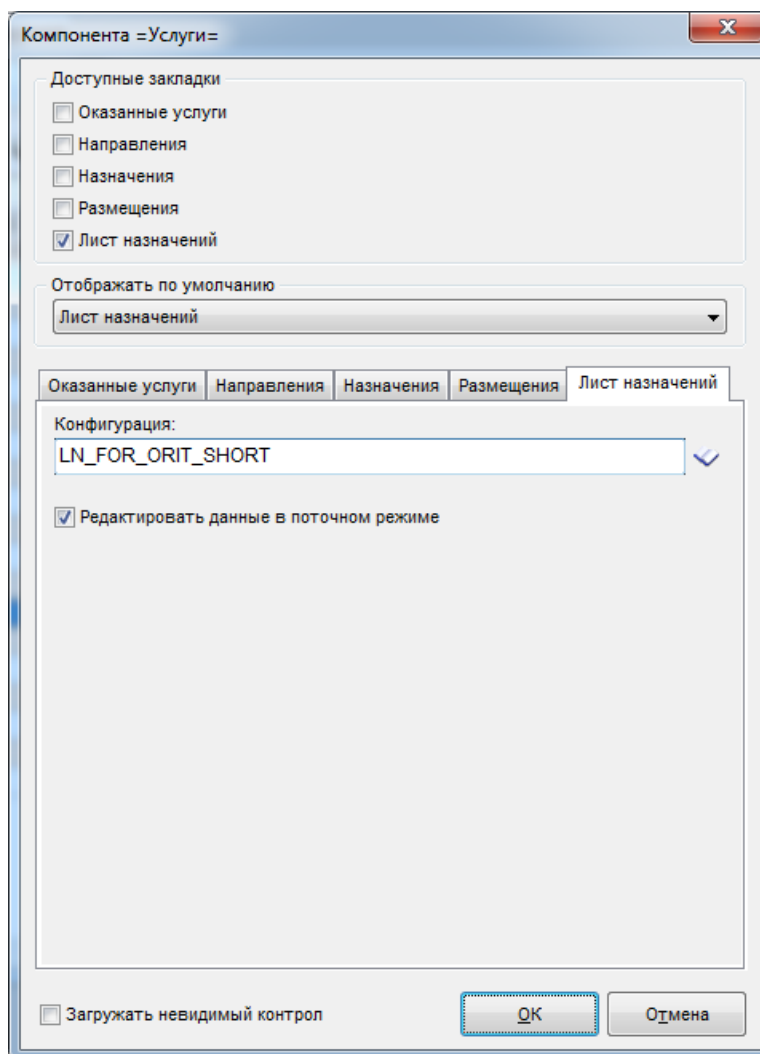 Компонента =Услуги=
Доступные закладки
Оказанные услуги
Направления
Назначения
Размещения
Лист назначений
Отображать по умолчанию
Лист назначений
Оказанные услуги Направления Назначения Размещения Лист назначений
Конфигурация:
LN_FOR_ORIT_SHORT
Редактировать данные в поточном режиме
Загружать невидимый контрол OK Отмена